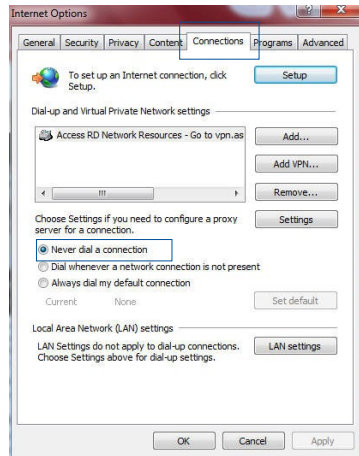 Internet Options
General Security Privacy Content Connections Programs Advanced
To set up an Internet connection, click
Setup.
Setup
Dial-up and Virtual Private Network settings
Access RD Network Resources - Go to vpn.as
Add...
Add VPN...
Remove...
Choose Settings if you need to configure a proxy
server for a connection.
Settings
Never dial a connection
Dial whenever a network connection is not present
Always dial my default connection
Current None
Set default
Local Area Network (LAN) settings
LAN Settings do not apply to dial-up connections.
Choose Settings above for dial-up settings.
LAN settings
OK Cancel Apply